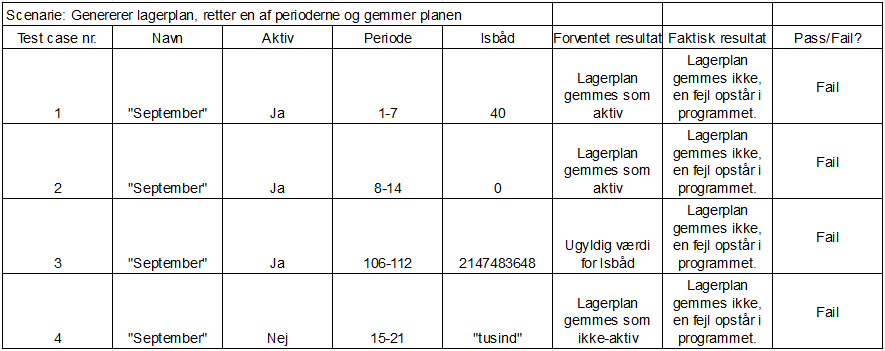 Scenarie: Genererer lagerplan, retter en af perioderne og gemmer planen
Test case nr. Navn Aktiv Periode Isbåd Forventet resultat Faktisk resultat Pass/Fail?
1 "September" Ja 1-7 40 Lagerplan gemmes som aktiv Lagerplan gemmes ikke, en fejl opstår i programmet. Fail
2 "September" Ja 8-14 0 Lagerplan gemmes som aktiv Lagerplan gemmes ikke, en fejl opstår i programmet. Fail
3 "September" Ja 106-112 2147483648 Ugyldig værdi for Isbåd Lagerplan gemmes ikke, en fejl opstår i programmet. Fail
4 "September" Nej 15-21 "tusind" Lagerplan gemmes som ikke-aktiv Lagerplan gemmes ikke, en fejl opstår i programmet. Fail